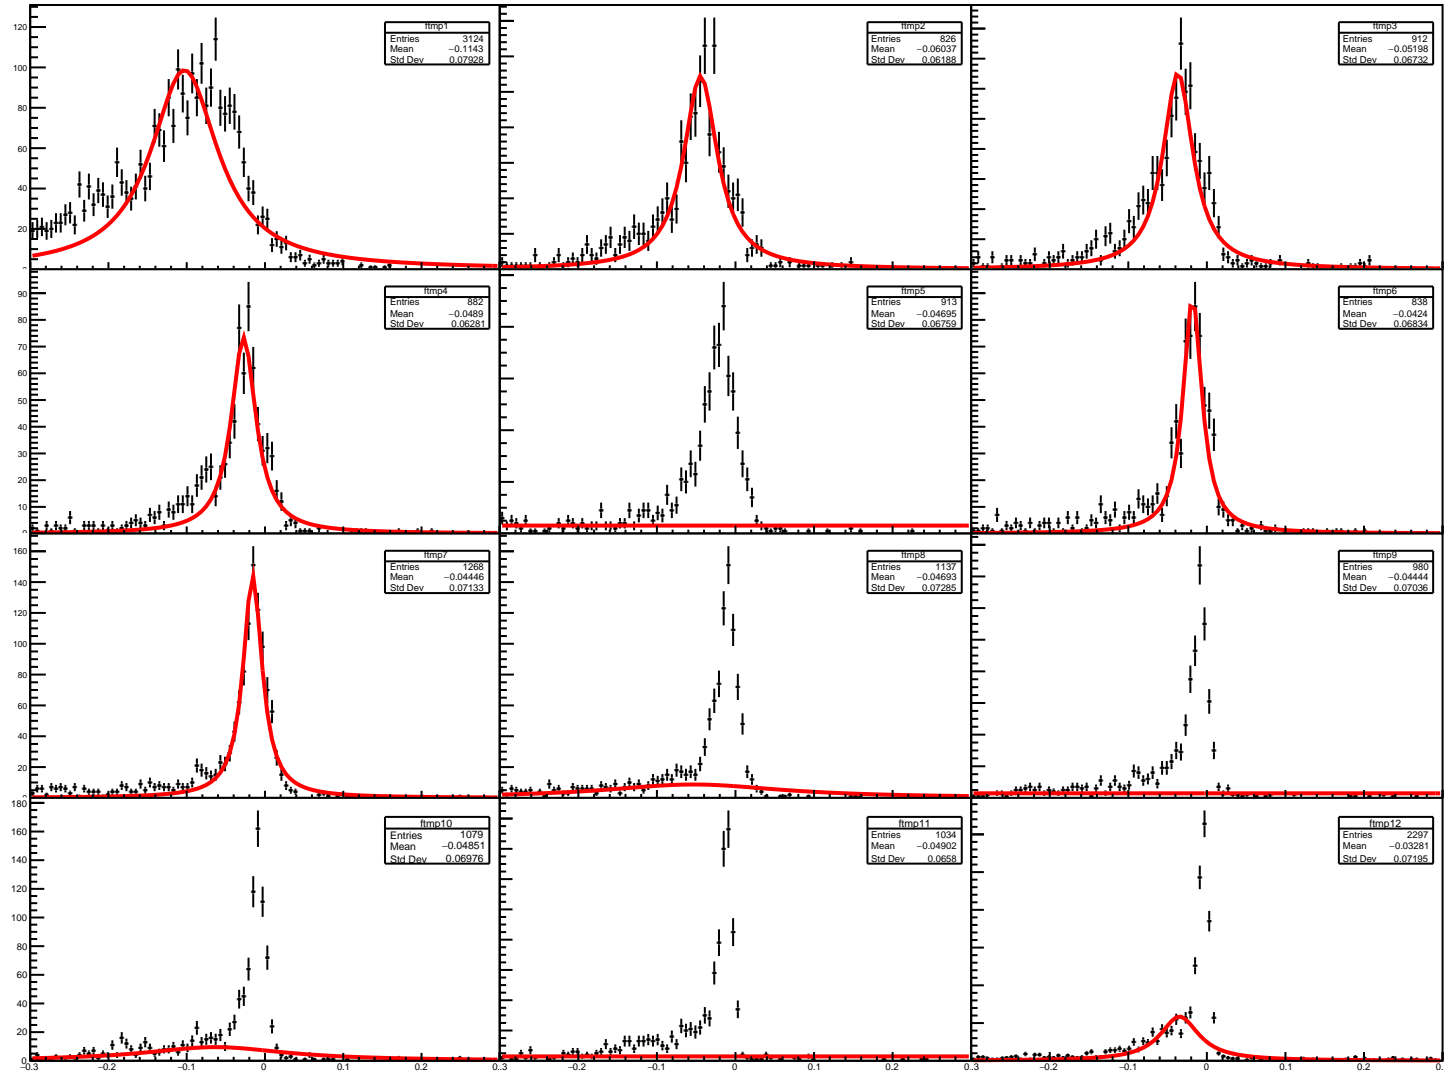 ftmp1
Entries 3124
Mean −0.1143
Std Dev 0.07928
ftmp2
Entries 826
Mean −0.06037
Std Dev 0.06188
ftmp3
Entries 912
Mean −0.05198
Std Dev 0.06732
120
100
80
60
40
20
ftmp4
Entries 882
Mean −0.0489
Std Dev 0.06281
ftmp5
Entries 913
Mean −0.04695
Std Dev 0.06759
ftmp6
Entries 838
Mean −0.0424
Std Dev 0.06834
90
80
70
60
50
40
30
20
10
ftmp7
Entries 1268
Mean −0.04446
Std Dev 0.07133
ftmp8
Entries 1137
Mean −0.04693
Std Dev 0.07285
ftmp9
Entries 980
Mean −0.04444
Std Dev 0.07036
160
140
120
100
80
60
40
20
ftmp10
Entries 1079
Mean −0.04851
Std Dev 0.06976
ftmp11
Entries 1034
Mean −0.04902
Std Dev 0.0658
ftmp12
Entries 2297
Mean −0.03281
Std Dev 0.07195
180
160
140
120
100
80
60
40
20
0
−0.3 −0.2 −0.1 0 0.1 0.2 0.3 −0.2 −0.1 0 0.1 0.2 0.3 −0.2 −0.1 0 0.1 0.2 0.